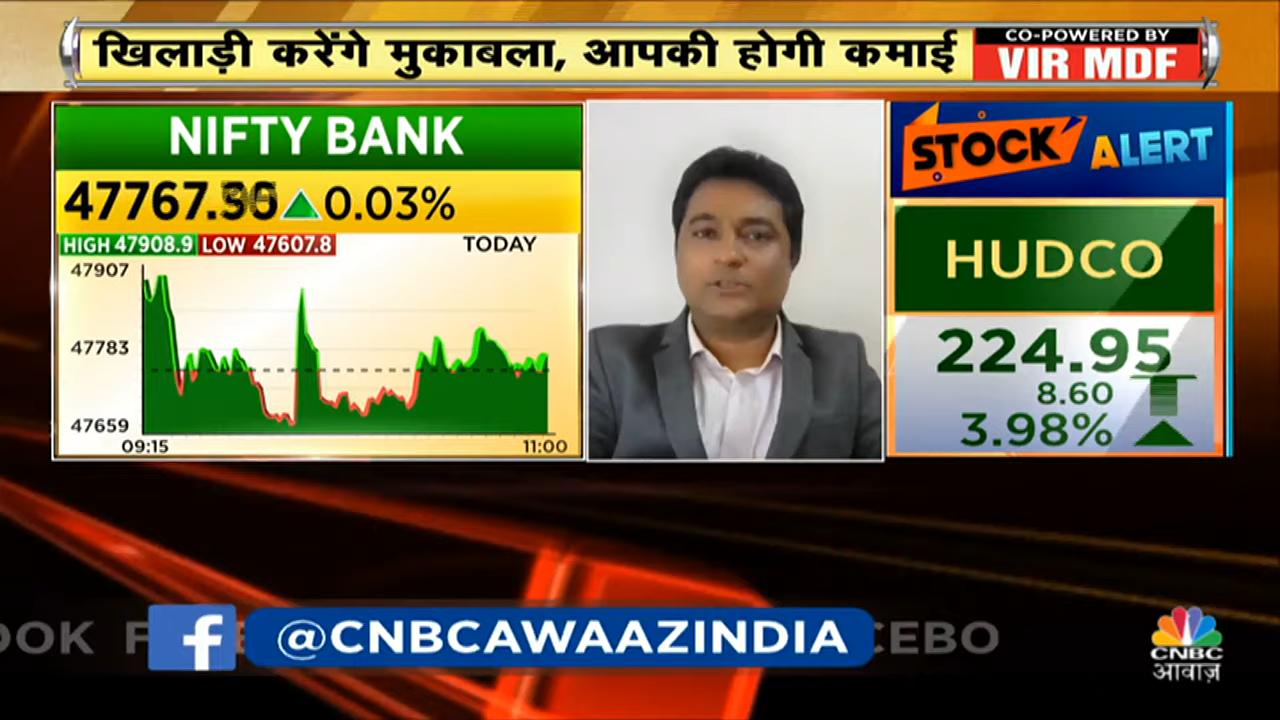 खिलाड़ी करेंगे मुकाबला, आपकी होगी कमाई
CO-POWERED BY
VIR MDF
NIFTY BANK
0.03%
HIGH 47908.9 LOW 47607.8
TODAY
47907
47783
47659
09:15
11:00
STOCK ALERT
HUDCO
224.95
8.60
3.98%
@CNBCAWAAZINDIA
CNBC
आवाज़